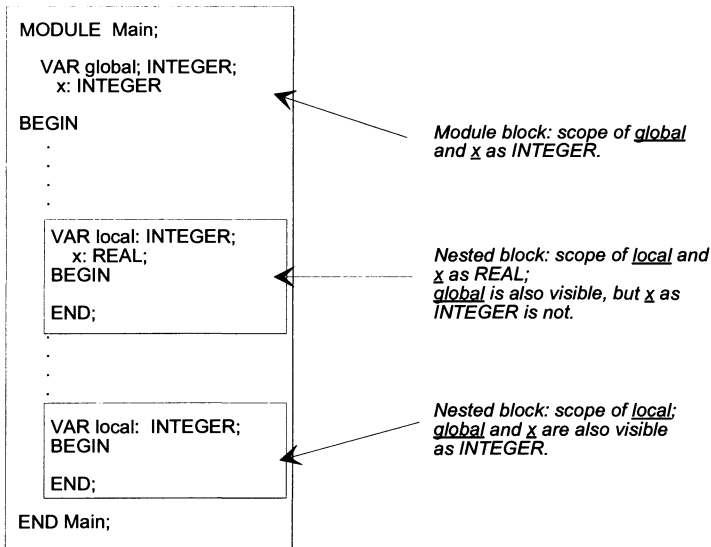 MODULE Main;
VAR global; INTEGER;
x: INTEGER
BEGIN
.
.
.
.
Module block: scope of global
and x as INTEGER.
VAR local: INTEGER;
x: REAL;
BEGIN
END;
Nested block: scope of local and
x as REAL;
global is also visible, but x as
INTEGER is not.
.
.
.
.
VAR local: INTEGER;
BEGIN
END;
Nested block: scope of local;
global and x are also visible
as INTEGER.
END Main;